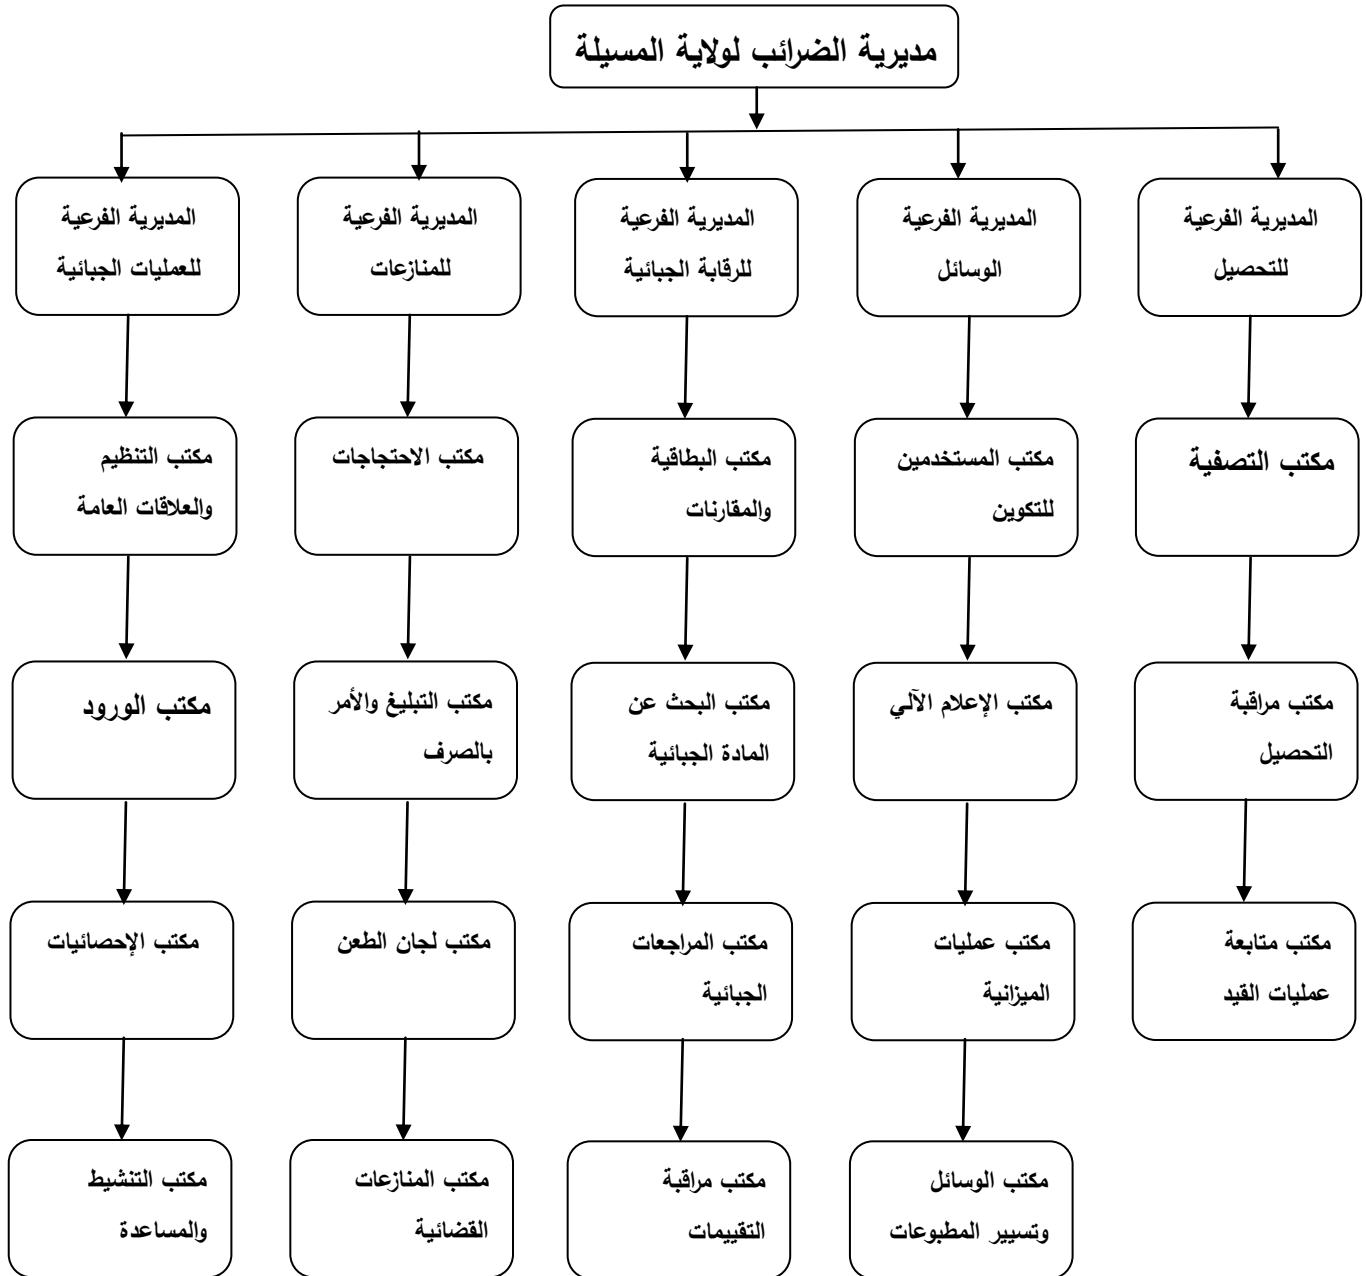 مديرية الضرائب لولاية المسيلة
المديرية الفرعية
للتحصيل
المديرية الفرعية
الوسائل
المديرية الفرعية
للرقابة الجبائية
المديرية الفرعية
للمنازعات
المديرية الفرعية
للعمليات الجبائية
مكتب التصفية
مكتب المستخدمين
للتكوين
مكتب البطاقية
والمقارنات
مكتب الاحتجاجات
مكتب التنظيم
والعلاقات العامة
مكتب مراقبة
التحصيل
مكتب الإعلام الآلي
مكتب البحث عن
المادة الجبائية
مكتب التبليغ والأمر
بالصرف
مكتب الورود
مكتب متابعة
عمليات القيد
مكتب عمليات
الميزانية
مكتب المراجعات
الجبائية
مكتب لجان الطعن
مكتب الإحصائيات
مكتب الوسائل
وتسيير المطبوعات
مكتب مراقبة
التقييمات
مكتب المنازعات
القضائية
مكتب التنشيط
والمساعدة